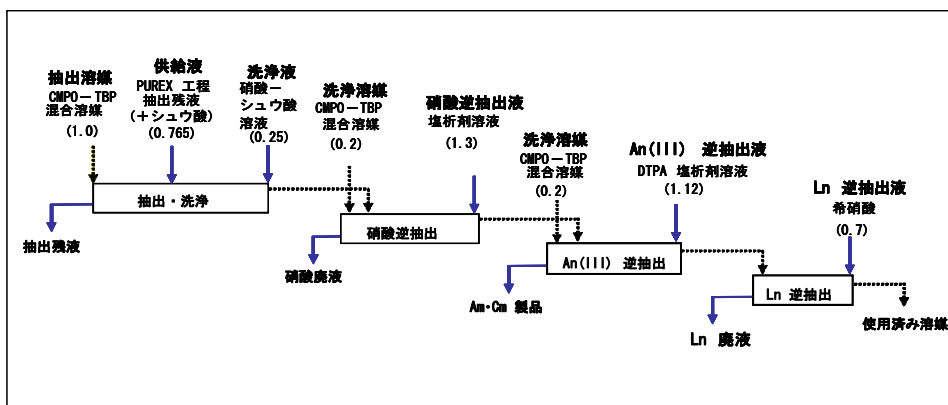 抽出溶媒
CMPO－TBP
混合溶媒
(1.0)
供給液
PUREX 工程
抽出残液
(＋シュウ酸)
(0.765)
洗浄液
硝酸－
シュウ酸
溶液
(0.25)
洗浄溶媒
CMPO－TBP
混合溶媒
(0.2)
硝酸逆抽出液
塩析剤溶液
(1.3)
洗浄溶媒
CMPO－TBP
混合溶媒
(0.2)
An(III) 逆抽出液
DTPA 塩析剤溶液
(1.12)
Ln 逆抽出液
希硝酸
(0.7)
抽出・洗浄
抽出残液
硝酸逆抽出
硝酸廃液
An(III) 逆抽出
Am・Cm 製品
Ln 逆抽出
Ln 廃液
使用済み溶媒